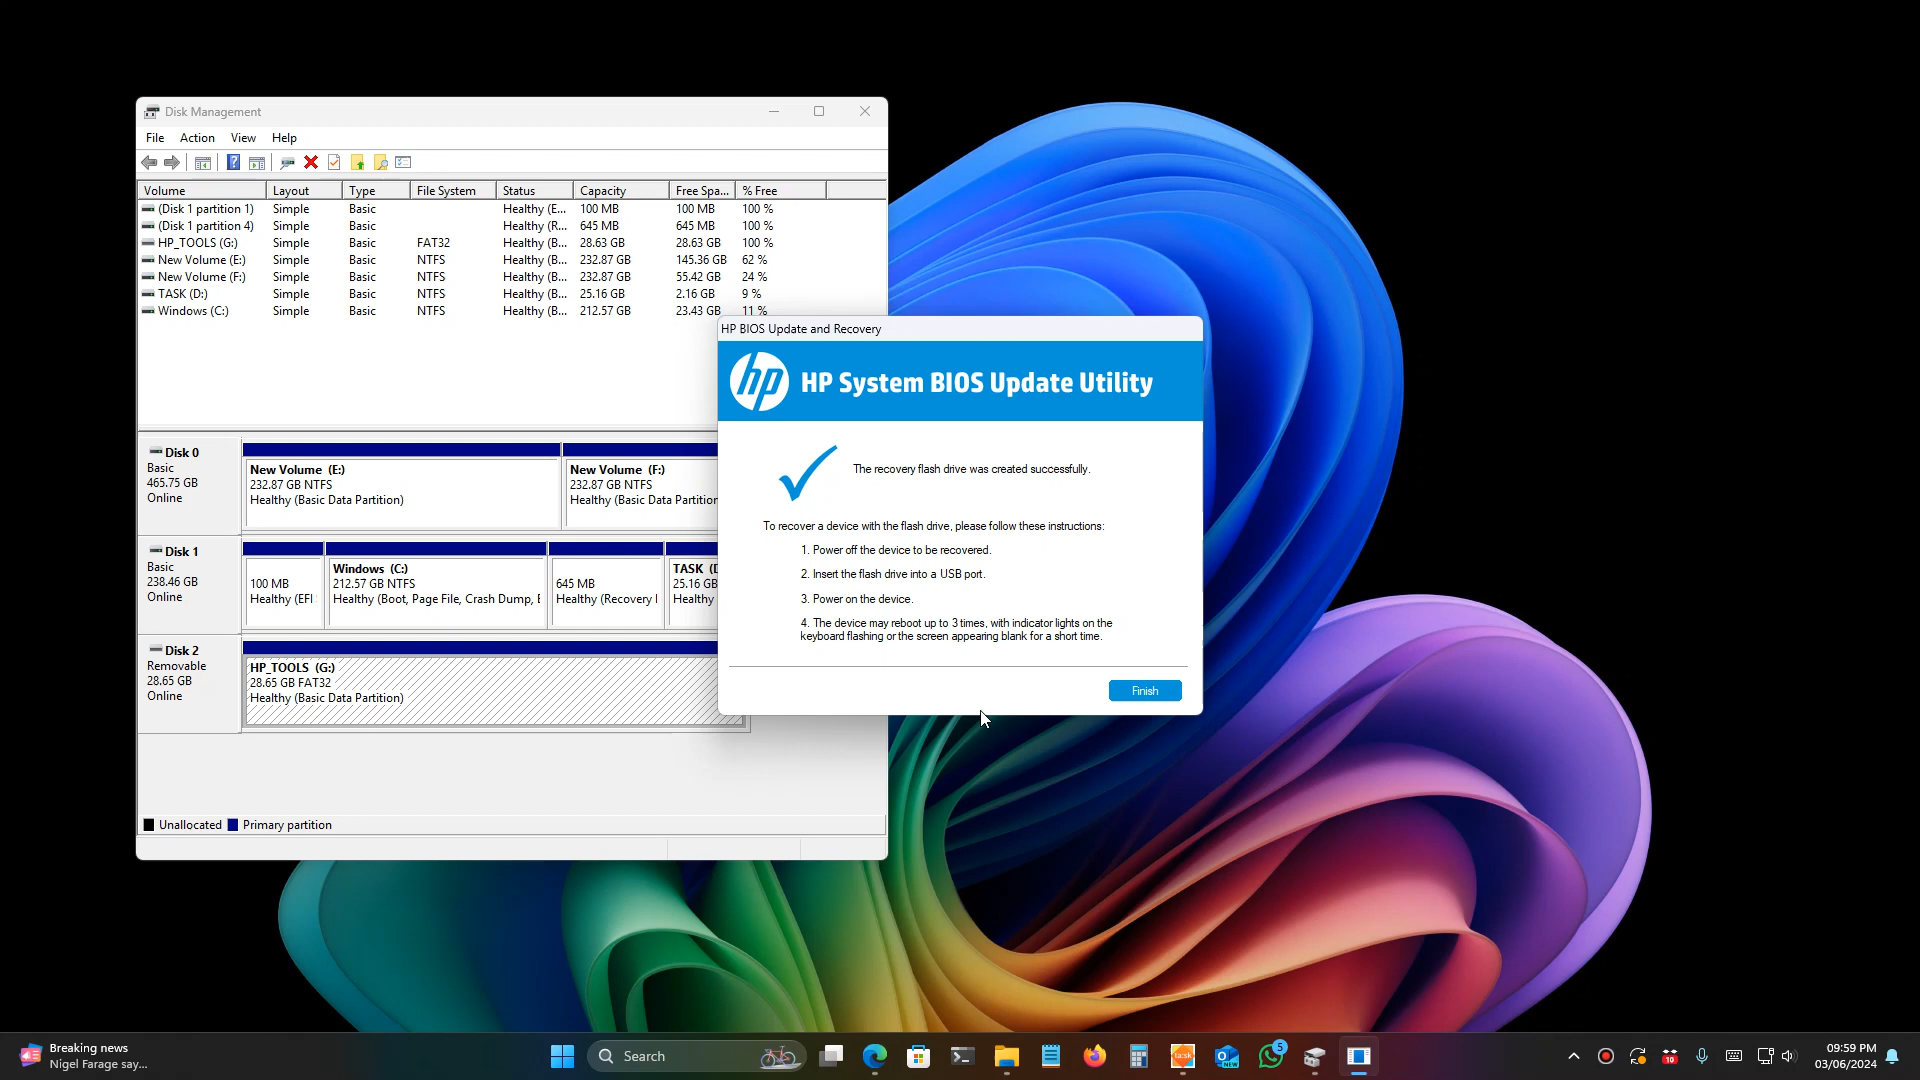 Disk Management
File Action View Help
Volume Layout Type File System Status Capacity Free Spa... % Free
(Disk 1 partition 1) Simple Basic Healthy (E... 100 MB 100 MB 100 %
(Disk 1 partition 4) Simple Basic Healthy (R... 645 MB 645 MB 100 %
HP_TOOLS (G:) Simple Basic FAT32 Healthy (B... 28.63 GB 28.63 GB 100 %
New Volume (E:) Simple Basic NTFS Healthy (B... 232.87 GB 145.36 GB 62 %
New Volume (F:) Simple Basic NTFS Healthy (B... 232.87 GB 55.42 GB 24 %
TASK (D:) Simple Basic NTFS Healthy (B... 25.16 GB 2.16 GB 9 %
Windows (C:) Simple Basic NTFS Healthy (B... 212.57 GB 23.43 GB 11 %
Disk 0
Basic
465.75 GB
Online
New Volume (E:)
232.87 GB NTFS
Healthy (Basic Data Partition)
New Volume (F:)
232.87 GB NTFS
Healthy (Basic Data Partition
Disk 1
Basic
238.46 GB
Online
100 MB
Healthy (EFI
Windows (C:)
212.57 GB NTFS
Healthy (Boot, Page File, Crash Dump,
645 MB
Healthy (Recovery
TASK
25.16 GB
Healthy
Disk 2
Removable
28.65 GB
Online
HP_TOOLS (G:)
28.65 GB FAT32
Healthy (Basic Data Partition)
Unallocated Primary partition
HP BIOS Update and Recovery
hp HP System BIOS Update Utility
The recovery flash drive was created successfully.
To recover a device with the flash drive, please follow these instructions:
1. Power off the device to be recovered.
2. Insert the flash drive into a USB port.
3. Power on the device.
4. The device may reboot up to 3 times, with indicator lights on the
keyboard flashing or the screen appearing blank for a short time.
Finish
Breaking news
Nigel Farage say...
Search
task
NEW
5
10
09:59 PM
03/06/2024